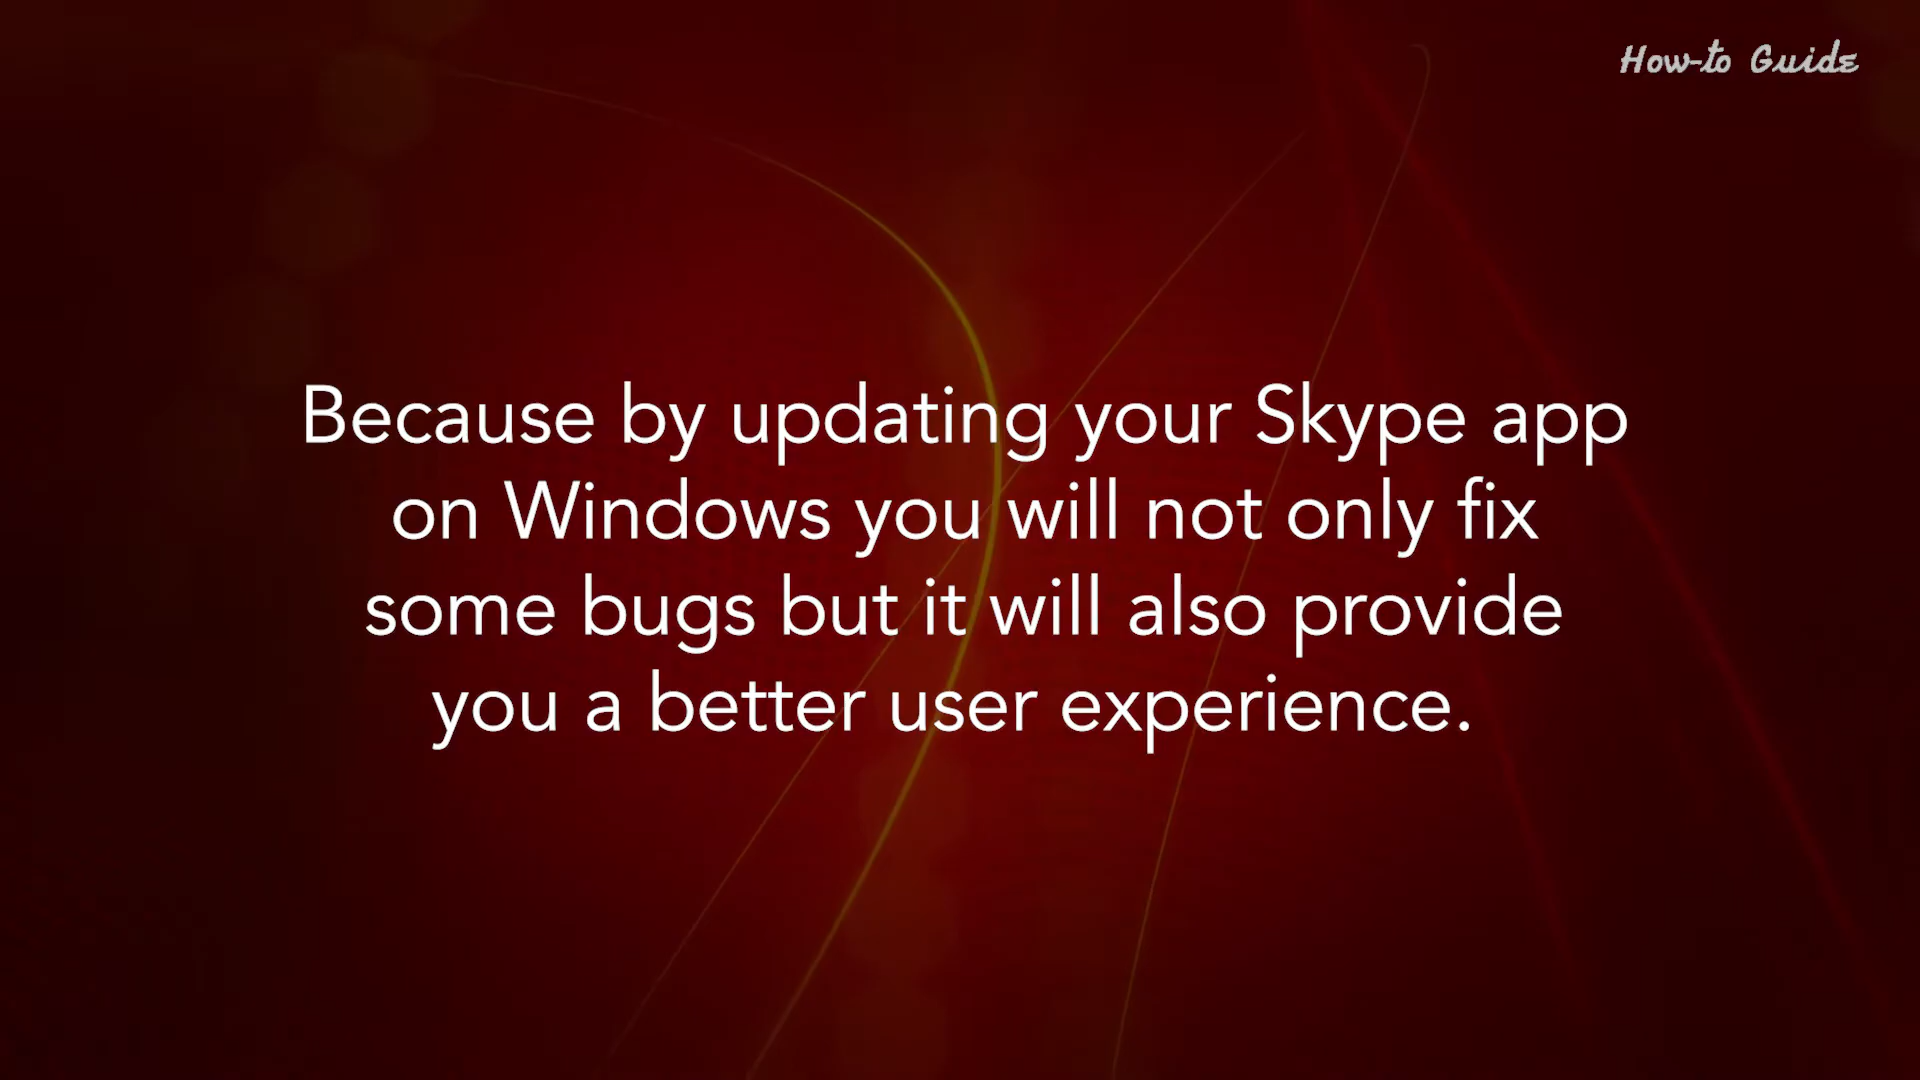 How-to Guide
Because by updating your Skype app
on Windows you will not only fix
some bugs but it will also provide
you a better user experience.